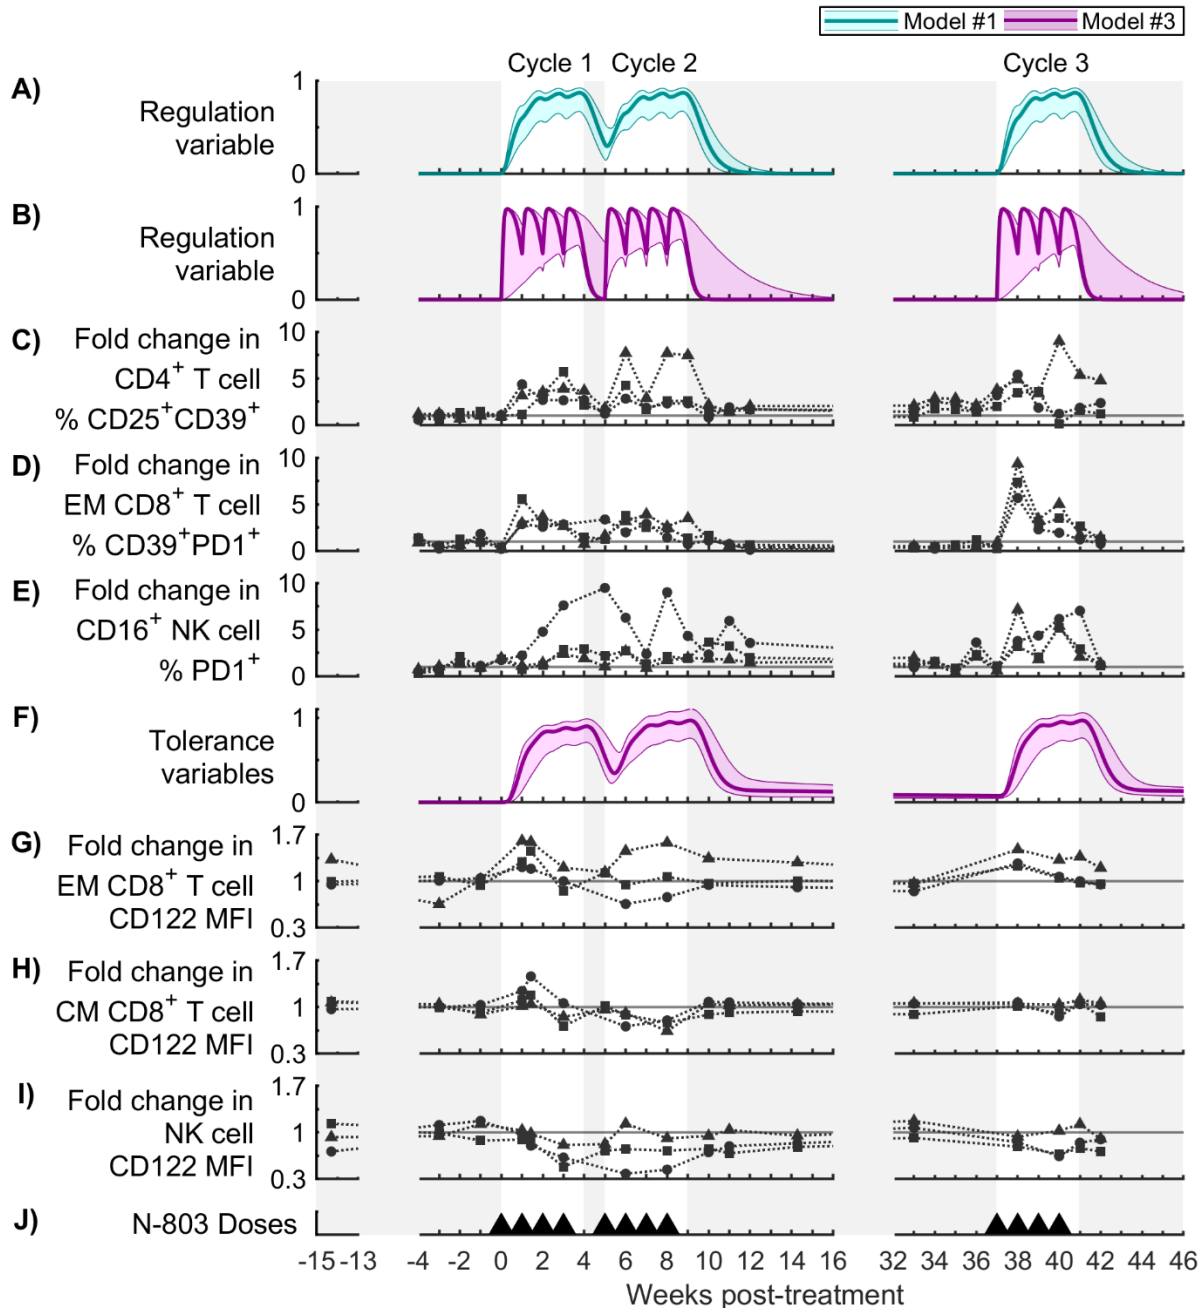 Model #1 Model #3
Cycle 1 Cycle 2 Cycle 3
A) Regulation variable 1 0
B) Regulation variable 1 0
C) Fold change in CD4+ T cell % CD25+CD39+ 10 5 0
D) Fold change in EM CD8+ T cell % CD39+PD1+ 10 5 0
E) Fold change in CD16+ NK cell % PD1+ 10 5 0
F) Tolerance variables 1 0
G) Fold change in EM CD8+ T cell CD122 MFI 1.7 1 0.3
H) Fold change in CM CD8+ T cell CD122 MFI 1.7 1 0.3
I) Fold change in NK cell CD122 MFI 1.7 1 0.3
J) N-803 Doses
-15 -13 -4 -2 0 2 4 6 8 10 12 14 16 32 34 36 38 40 42 44 46
Weeks post-treatment